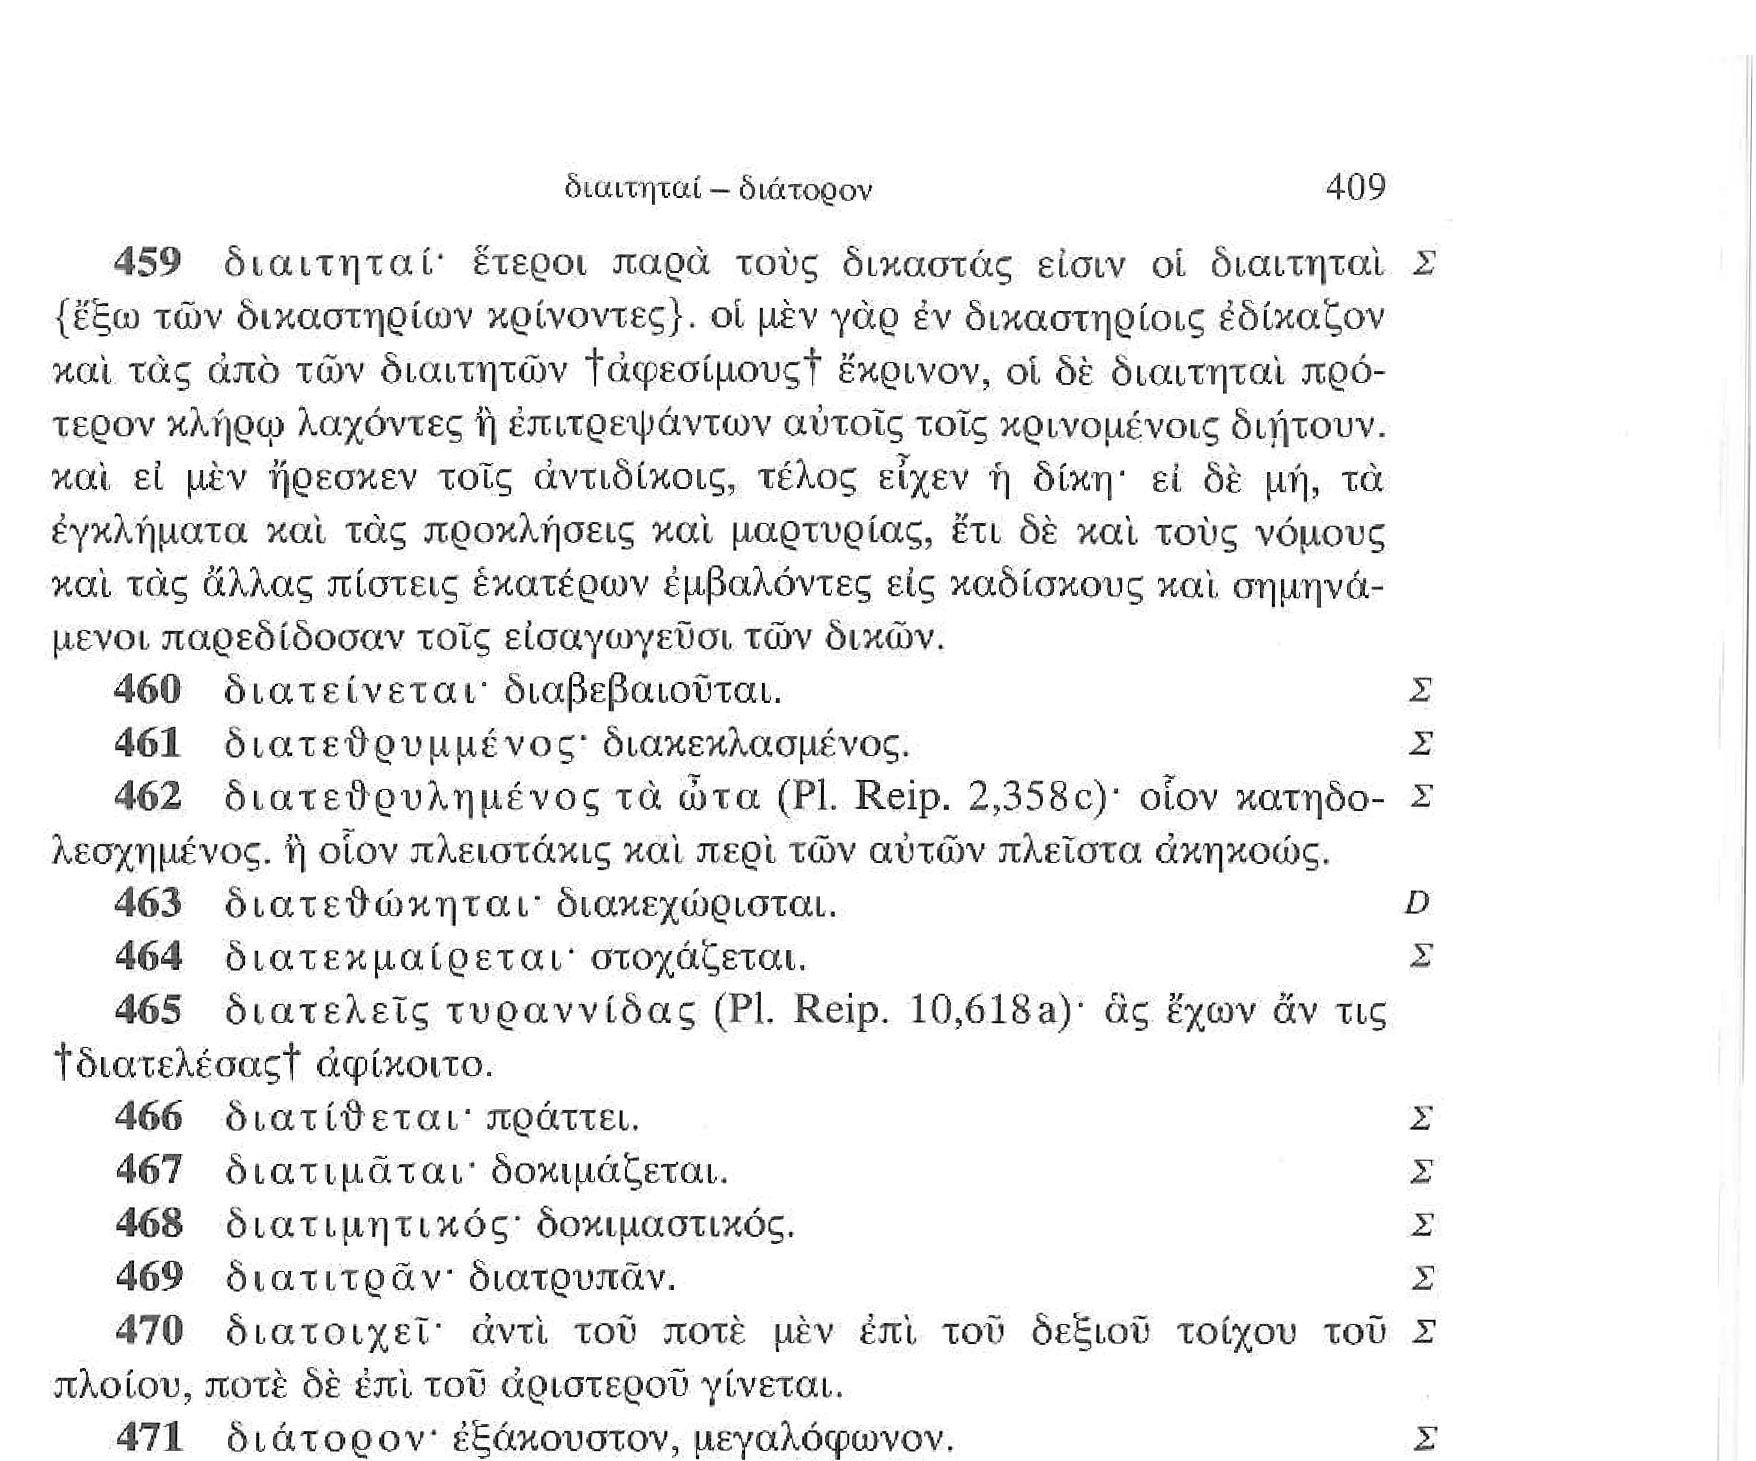 διαιτηταί – διάτορον 409
459 διαιτηταί· ἕτεροι παρὰ τοὺς δικαστάς εἰσιν οἱ διαιτηταὶ Σ
{ἔξω τῶν δικαστηρίων κρίνοντες}. οἱ μὲν γὰρ ἐν δικαστηρίοις ἐδίκαζον
καὶ τὰς ἀπὸ τῶν διαιτητῶν †ἀφεσίμους† ἔκρινον, οἱ δὲ διαιτηταὶ πρό-
τερον κλήρῳ λαχόντες ἢ ἐπιτρεψάντων αὐτοῖς τοῖς κρινομένοις διῄτουν.
καὶ εἰ μὲν ἤρεσκεν τοῖς ἀντιδίκοις, τέλος εἶχεν ἡ δίκη· εἰ δὲ μή, τὰ
ἐγκλήματα καὶ τὰς προκλήσεις καὶ μαρτυρίας, ἔτι δὲ καὶ τοὺς νόμους
καὶ τὰς ἄλλας πίστεις ἑκατέρων ἐμβαλόντες εἰς καδίσκους καὶ σημηνά-
μενοι παρεδίδοσαν τοῖς εἰσαγωγεῦσι τῶν δικῶν.
460 διατείνεται· διαβεβαιοῦται. Σ
461 διατεθρυμμένος· διακεκλασμένος. Σ
462 διατεθρυλημένος τὰ ὦτα (Pl. Reip. 2,358c)· οἷον κατηδο- Σ
λεσχημένος. ἢ οἷον πλειστάκις καὶ περὶ τῶν αὐτῶν πλεῖστα ἀκηκοώς.
463 διατεθώκηται· διακεχώρισται. D
464 διατεκμαίρεται· στοχάζεται. Σ
465 διατελεῖς τυραννίδας (Pl. Reip. 10,618a)· ἃς ἔχων ἄν τις
†διατελέσας† ἀφίκοιτο.
466 διατίθεται· πράττει. Σ
467 διατιμᾶται· δοκιμάζεται. Σ
468 διατιμητικός· δοκιμαστικός. Σ
469 διατιτρᾶν· διατρυπᾶν. Σ
470 διατοιχεῖ· ἀντὶ τοῦ ποτὲ μὲν ἐπὶ τοῦ δεξιοῦ τοίχου τοῦ Σ
πλοίου, ποτὲ δὲ ἐπὶ τοῦ ἀριστεροῦ γίνεται.
471 διάτορον· ἐξάκουστον, μεγαλόφωνον. Σ